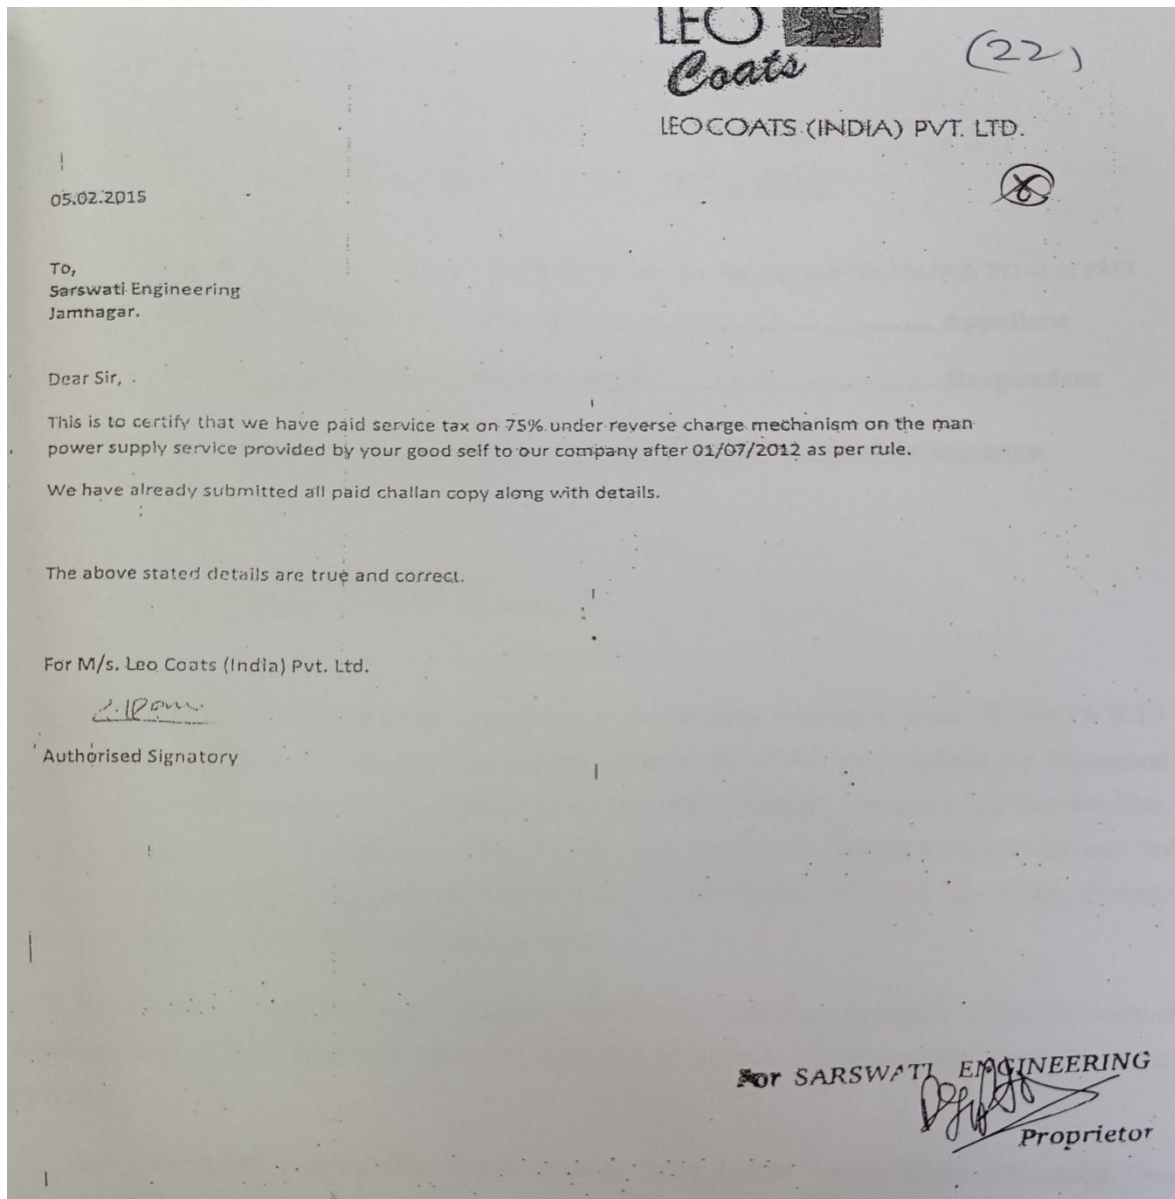 LEO
Coats
(22)
LEO COATS (INDIA) PVT. LTD.
05.02.2015
To,
Sarswati Engineering
Jamnagar.
Dear Sir,
This is to certify that we have paid service tax on 75% under reverse charge mechanism on the man
power supply service provided by your good self to our company after 01/07/2012 as per rule.
We have already submitted all paid challan copy along with details.
The above stated details are true and correct.
For M/s. Leo Coats (India) Pvt. Ltd.
Authorised Signatory
For SARSWATI ENGINEERING
Proprietor